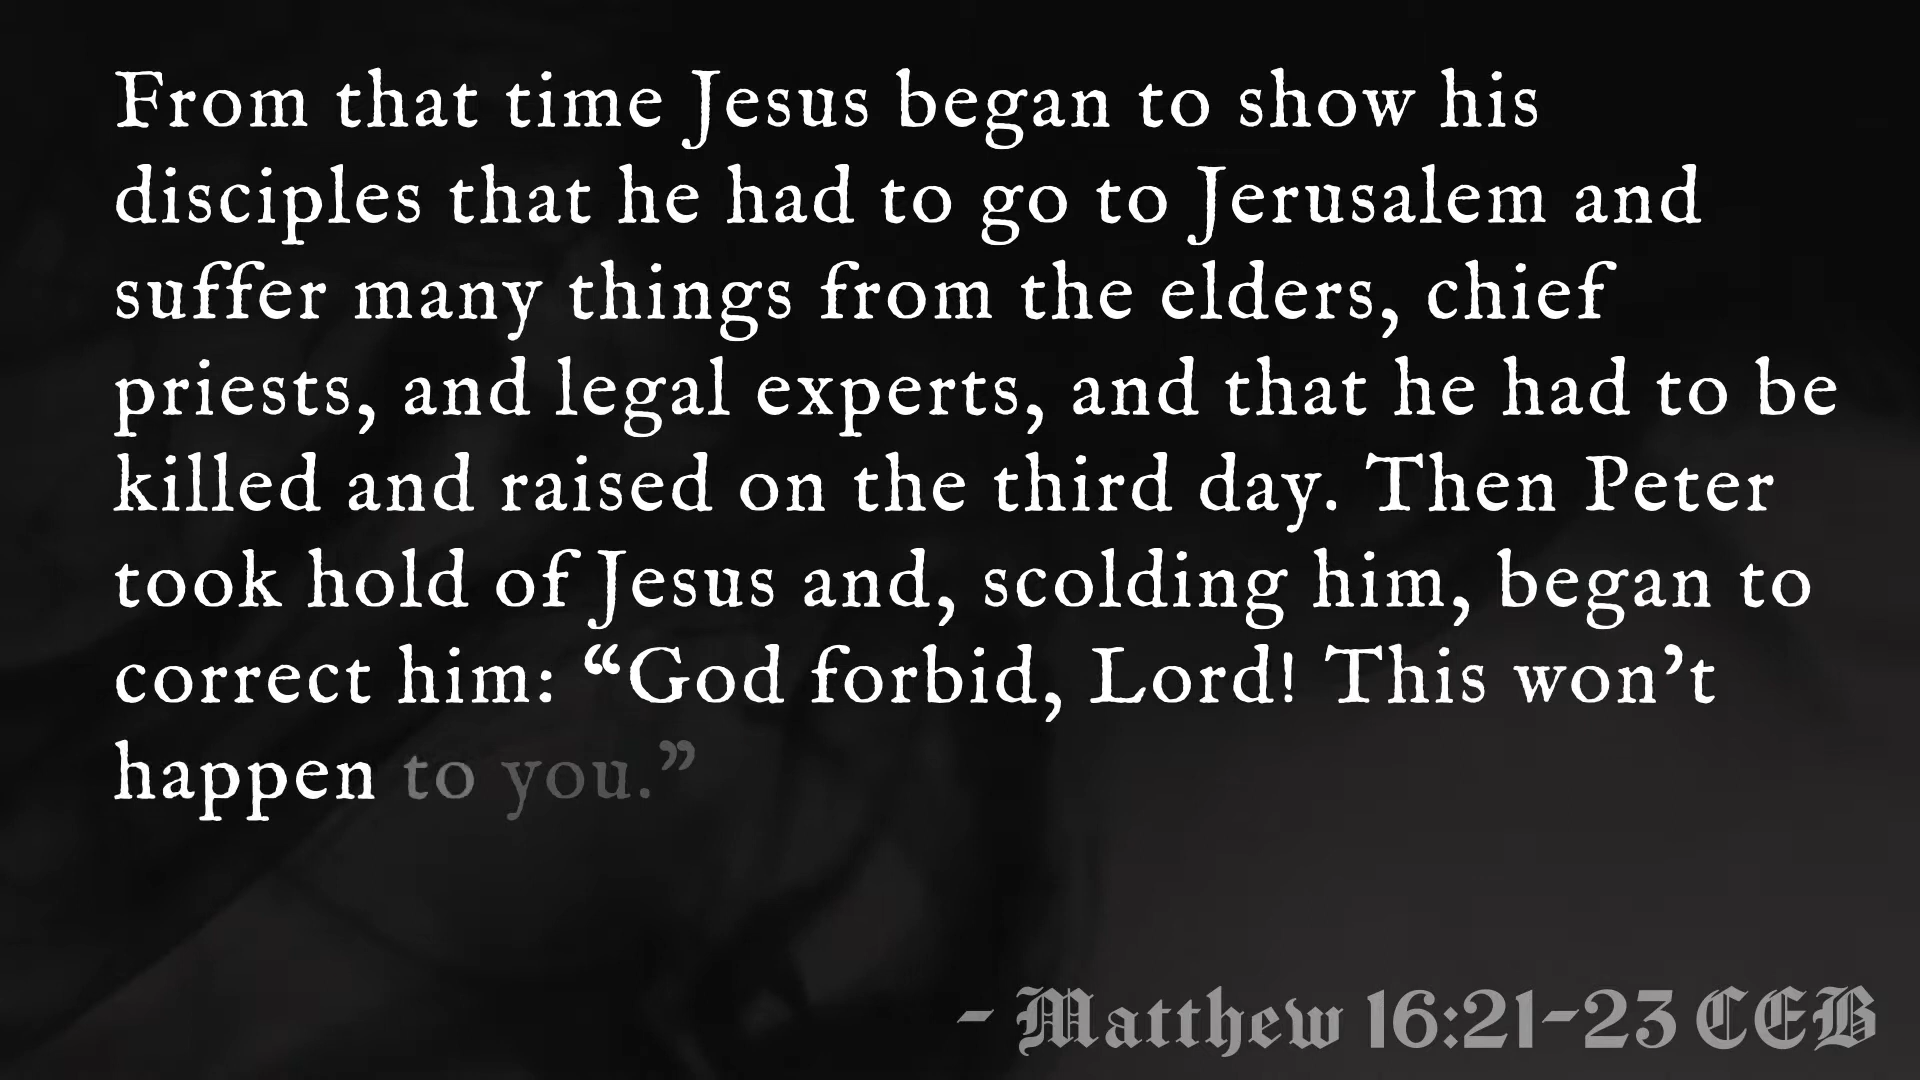 From that time Jesus began to show his
disciples that he had to go to Jerusalem and
suffer many things from the elders, chief
priests, and legal experts, and that he had to be
killed and raised on the third day. Then Peter
took hold of Jesus and, scolding him, began to
correct him: “God forbid, Lord! This won’t
happen to you.”
- Matthew 16:21-23 CEB